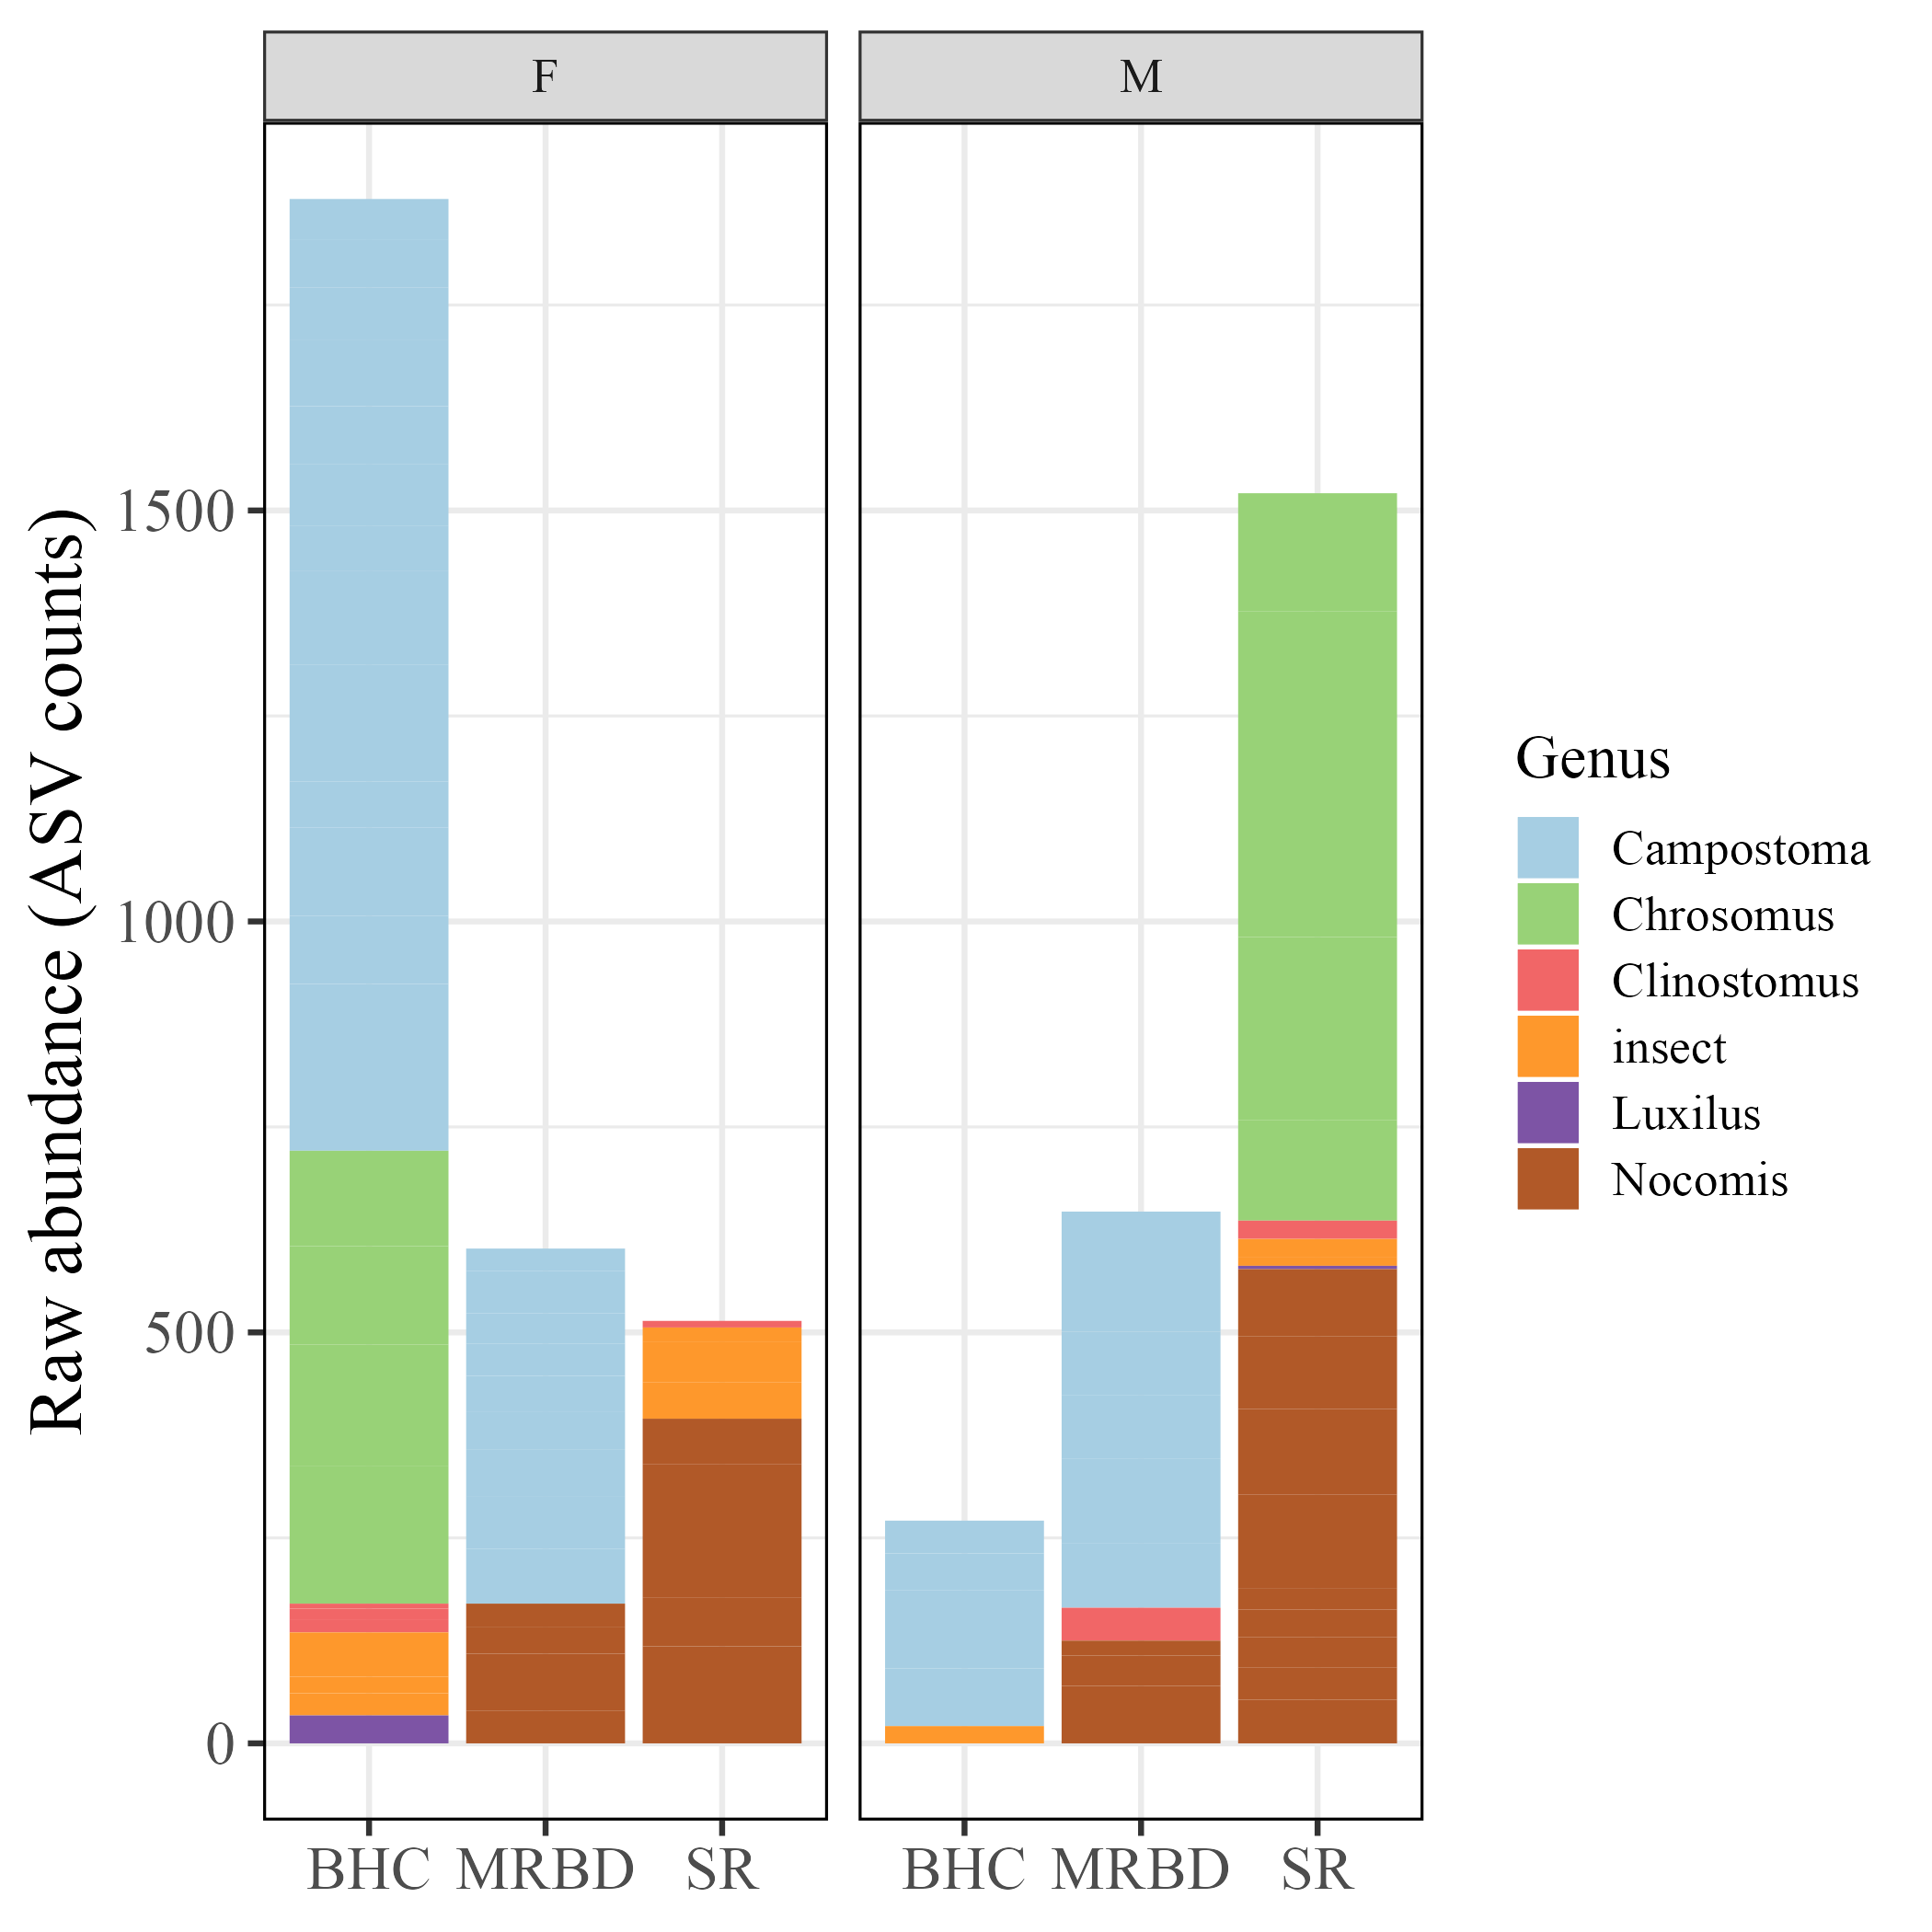 F
M
Raw abundance (ASV counts)
1500
1000
500
0
BHC MRBD SR
BHC MRBD SR
Genus
Campostoma
Chrosomus
Clinostomus
insect
Luxilus
Nocomis